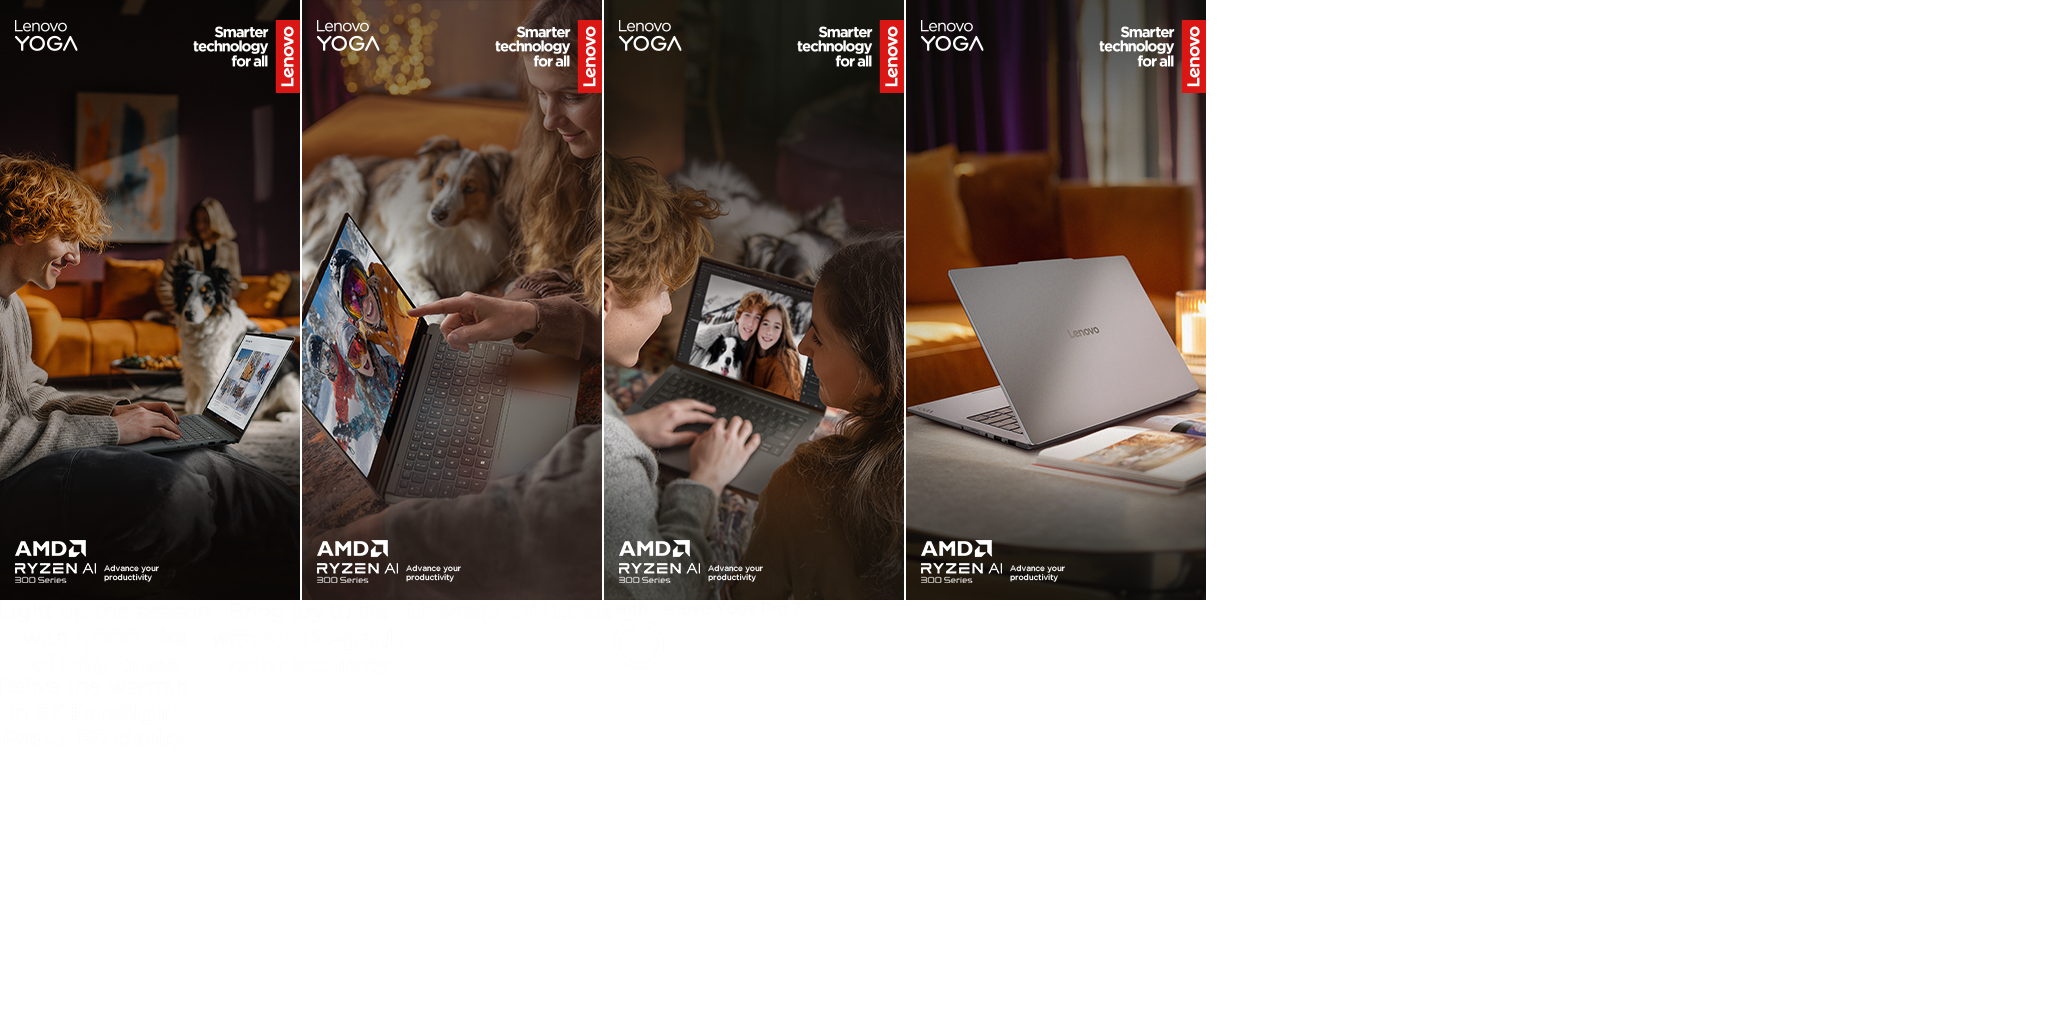 Lenovo
YOGA
Smarter
technology
for all
Lenovo
AMD
RYZEN AI
300 Series
Advance your
productivity
Lenovo
YOGA
Smarter
technology
for all
Lenovo
AMD
RYZEN AI
300 Series
Advance your
productivity
Lenovo
YOGA
Smarter
technology
for all
Lenovo
AMD
RYZEN AI
300 Series
Advance your
productivity
Lenovo
YOGA
Smarter
technology
for all
Lenovo
Lenovo
AMD
RYZEN AI
300 Series
Advance your
productivity